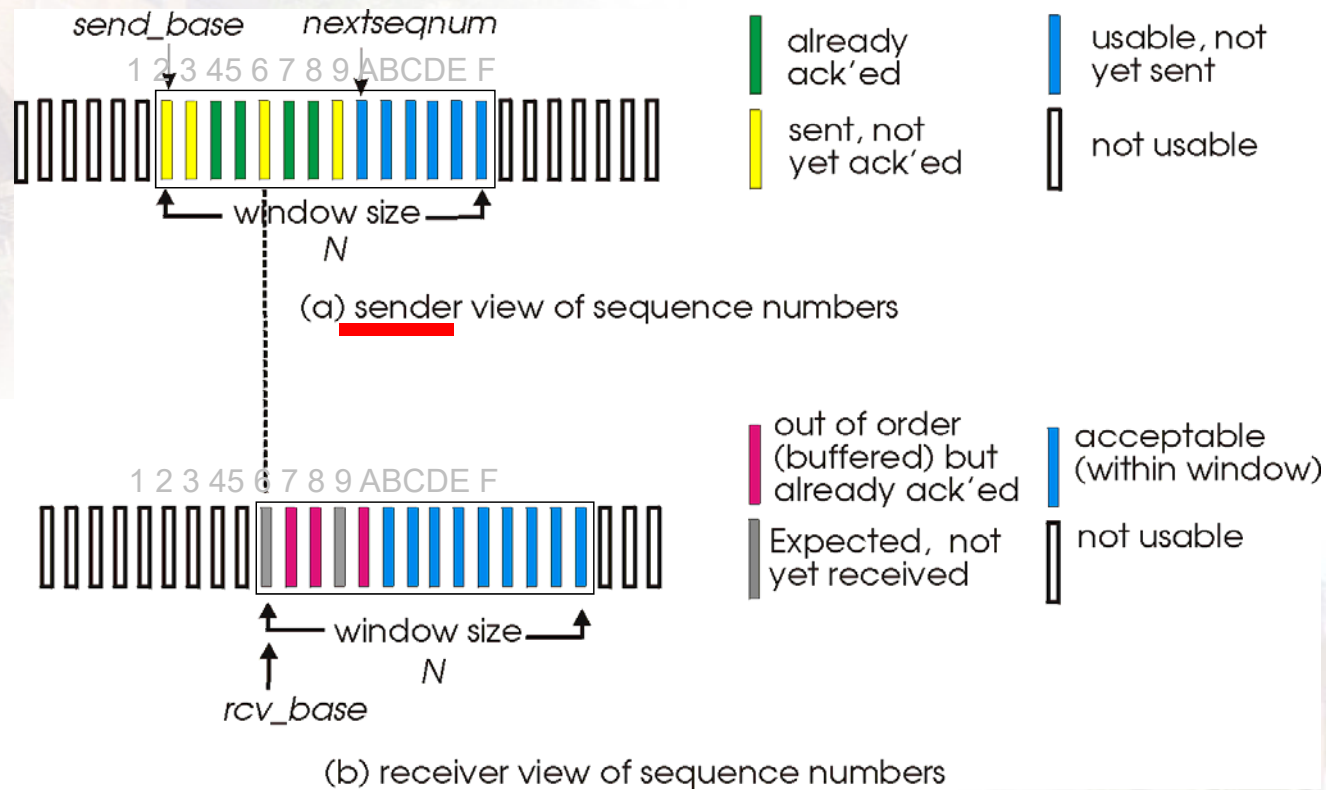 send_base nextseqnum
1 2 3 45 6 7 8 9 ABCDE F
window size
N
already
ack'ed
usable, not
yet sent
sent, not
yet ack'ed
not usable
(a) sender view of sequence numbers
1 2 3 45 6 7 8 9 ABCDE F
window size
N
rcv_base
out of order
(buffered) but
already ack'ed
acceptable
(within window)
Expected, not
yet received
not usable
(b) receiver view of sequence numbers